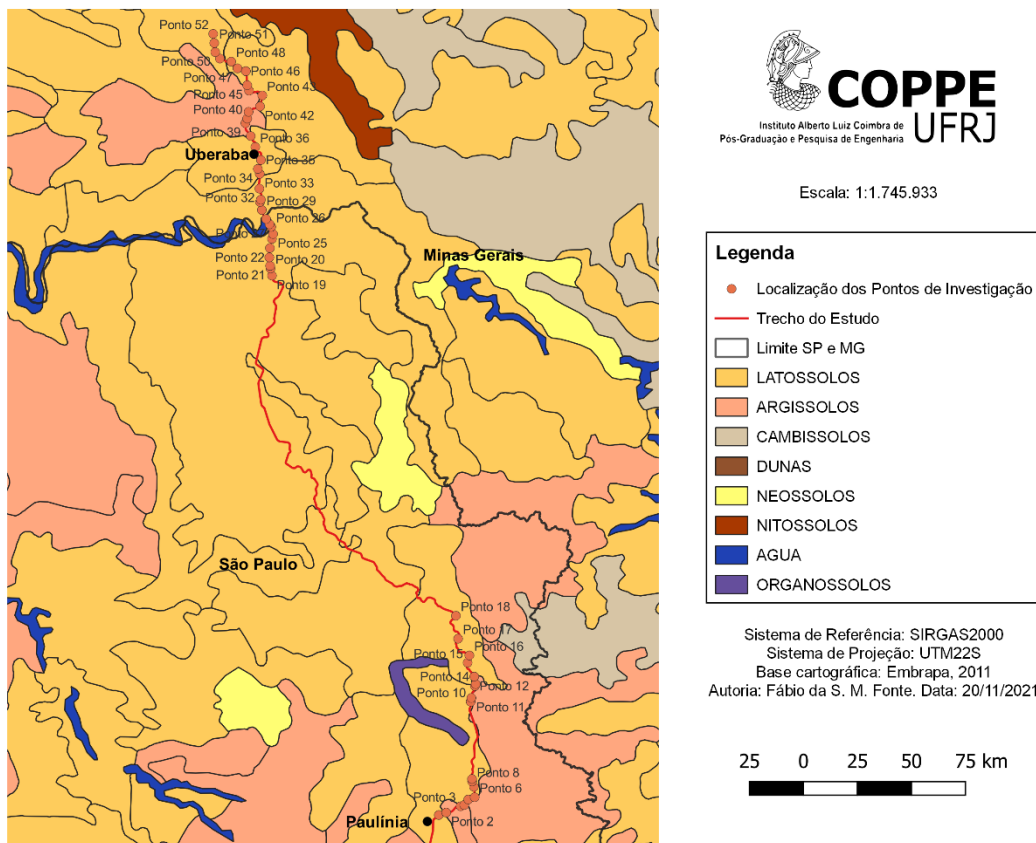 Ponto 52
Ponto 51
Ponto 48
Ponto 50
Ponto 46
Ponto 47
Ponto 43
Ponto 45
Ponto 40
Ponto 42
Ponto 39
Ponto 36
Uberaba
Ponto 35
Ponto 34
Ponto 33
Ponto 32
Ponto 29
Ponto 26
Ponto
Ponto 25
Ponto 22
Ponto 20
Ponto 21
Ponto 19
Minas Gerais
São Paulo
Ponto 18
Ponto 17
Ponto 16
Ponto 15
Ponto 14
Ponto 12
Ponto 10
Ponto 11
Ponto 8
Ponto 6
Ponto 3
Ponto 2
Paulínia
COPPE
UFRJ
Instituto Alberto Luiz Coimbra de
Pós-Graduação e Pesquisa de Engenharia
Escala: 1:1.745.933
Legenda
Localização dos Pontos de Investigação
Trecho do Estudo
Limite SP e MG
LATOSSOLOS
ARGISSOLOS
CAMBISSOLOS
DUNAS
NEOSSOLOS
NITOSSOLOS
AGUA
ORGANOSSOLOS
Sistema de Referência: SIRGAS2000
Sistema de Projeção: UTM22S
Base cartográfica: Embrapa, 2011
Autoria: Fábio da S. M. Fonte. Data: 20/11/2021
25 0 25 50 75 km